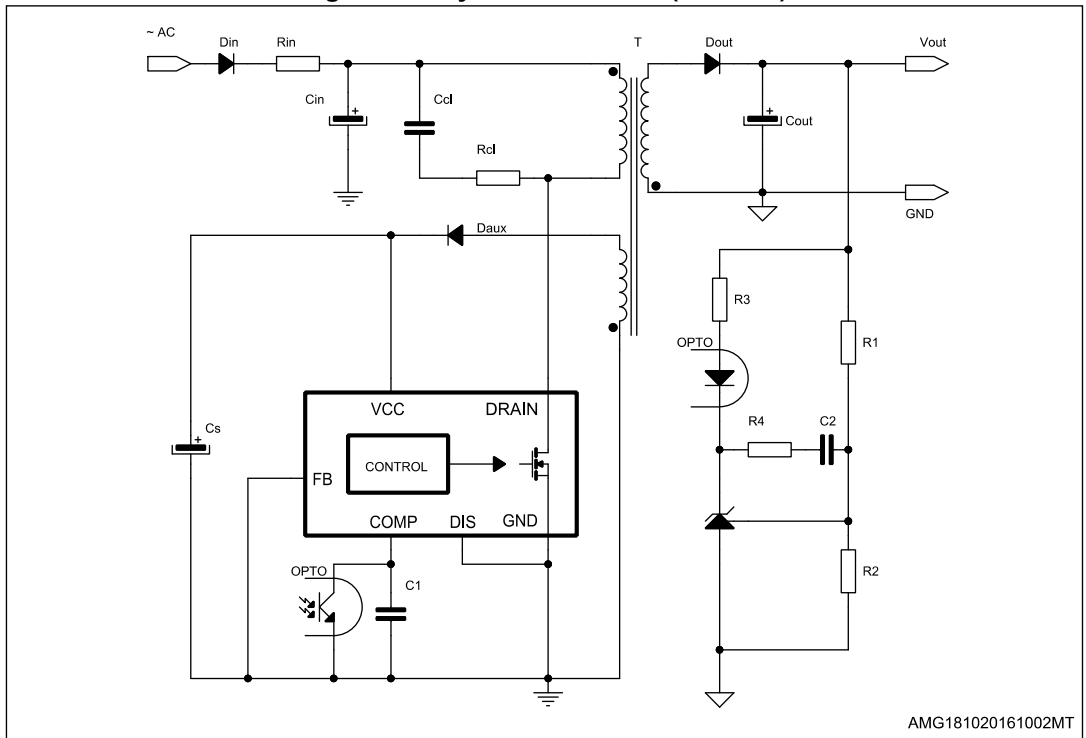 ~ AC
Din
Rin
T
Dout
Vout
Cin
+
Ccl
+
Cout
Rcl
GND
Daux
R3
OPTO
R1
VCC
DRAIN
Cs
+
R4
C2
CONTROL
FB
COMP
DIS
GND
OPTO
C1
R2
AMG181020161002MT